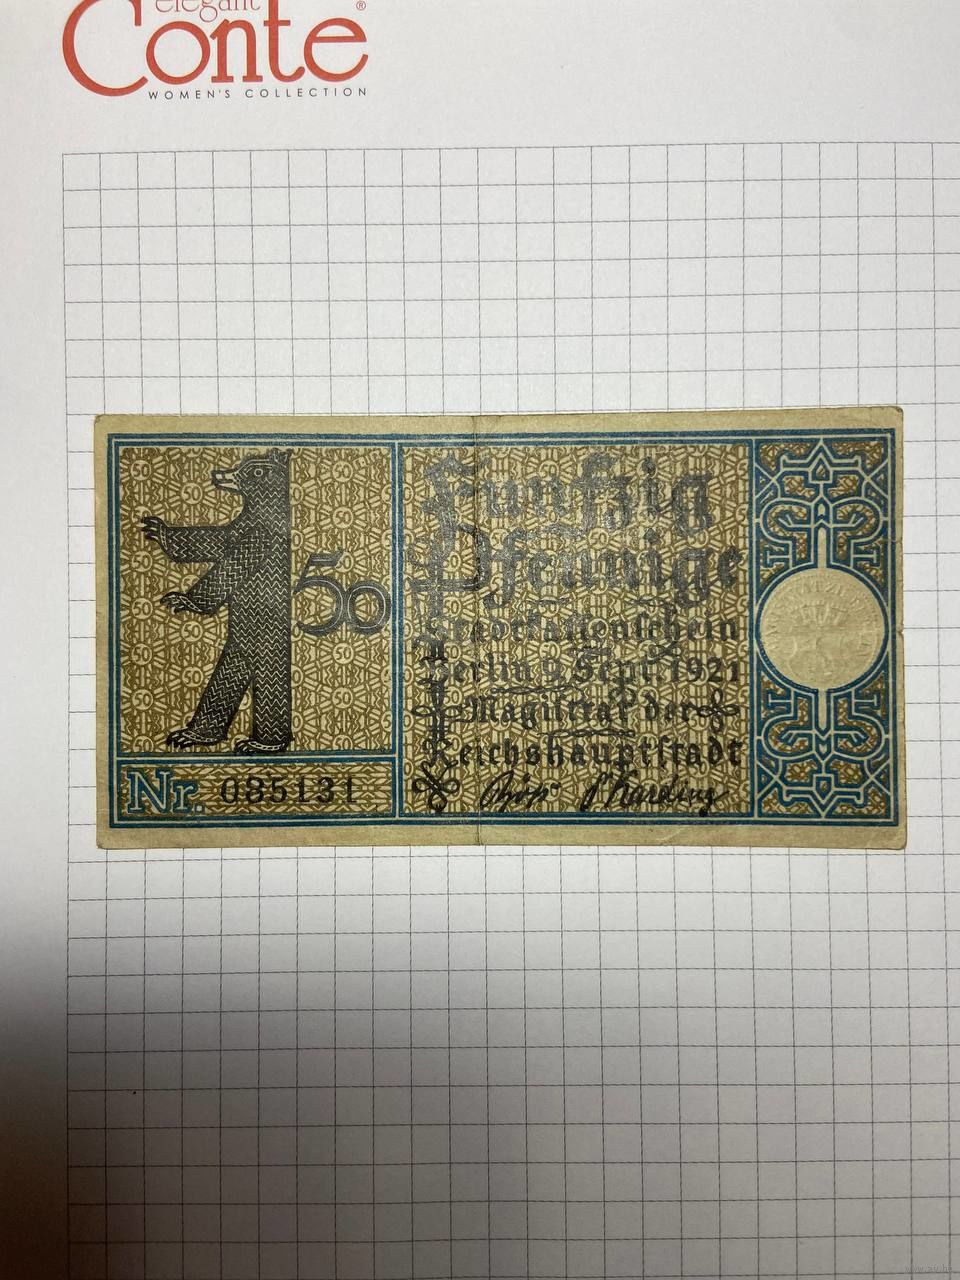 elegant
Conte®
WOMEN'S COLLECTION
50
Fünfzig
Pfennige
Stadtkassenschein
Berlin 9. Sept. 1921
Magistrat der
Reichshauptstadt
Nr. 085131